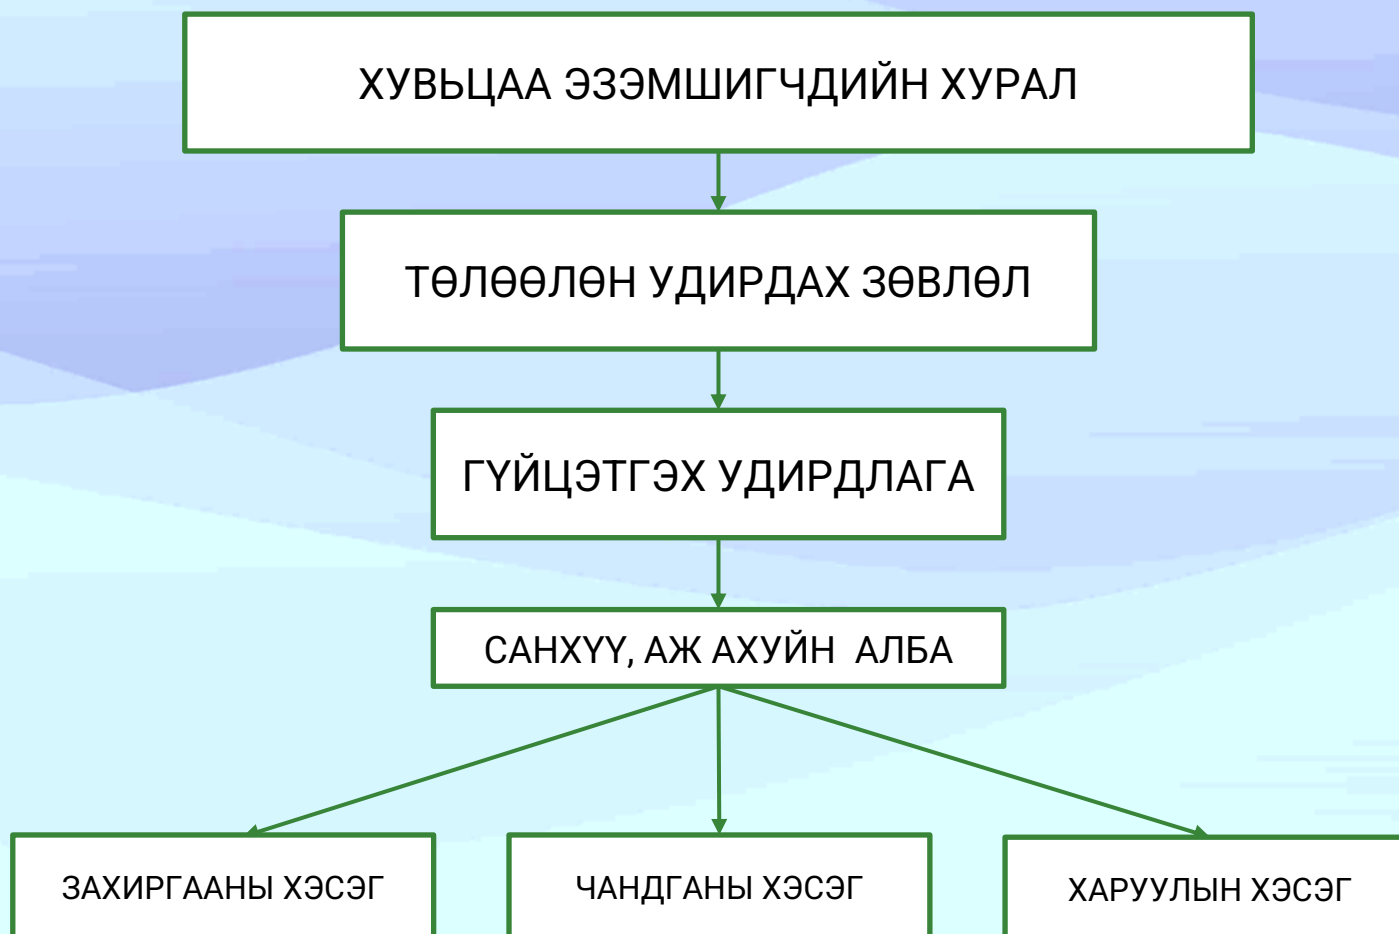 ХУВЬЦАА ЭЗЭМШИГЧДИЙН ХУРАЛ
ТӨЛӨӨЛӨН УДИРДАХ ЗӨВЛӨЛ
ГҮЙЦЭТГЭХ УДИРДЛАГА
САНХҮҮ, АЖ АХУЙН АЛБА
ЗАХИРГААНЫ ХЭСЭГ
ЧАНДГАНЫ ХЭСЭГ
ХАРУУЛЫН ХЭСЭГ